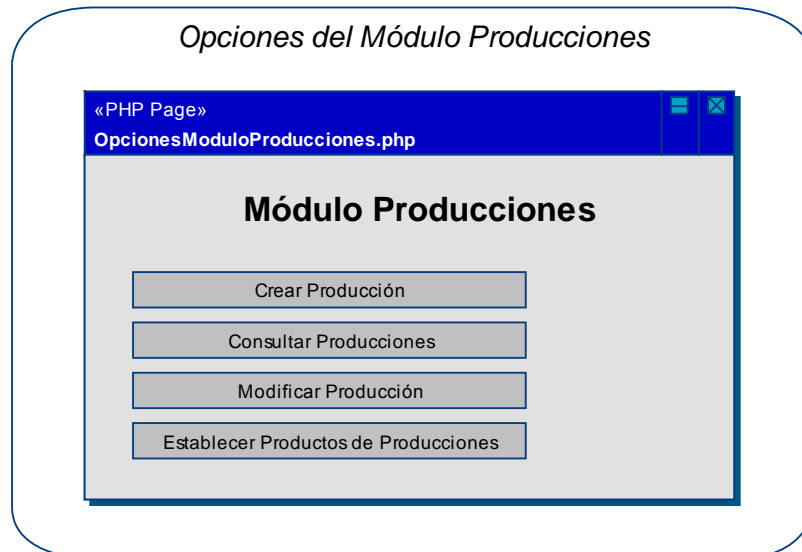 Opciones del Módulo Producciones
«PHP Page»
OpcionesModuloProducciones.php
Módulo Producciones
Crear Producción
Consultar Producciones
Modificar Producción
Establecer Productos de Producciones